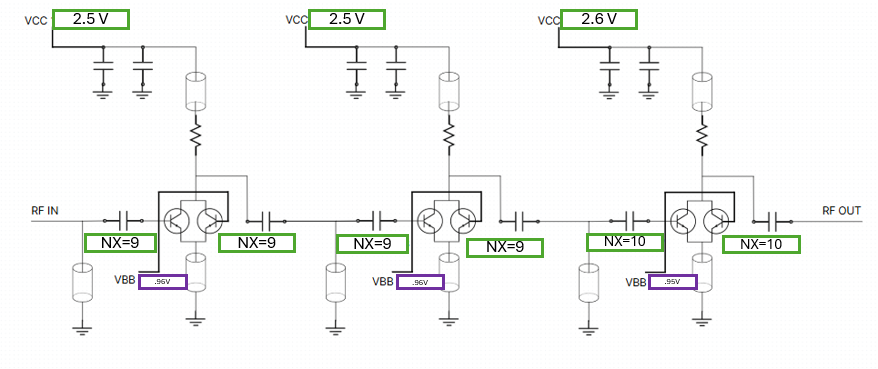 VCC 2.5 V
VCC 2.5 V
VCC 2.6 V
RF IN
RF OUT
NX=9
NX=9
NX=9
NX=9
NX=10
NX=10
VBB .96V
VBB .96V
VBB .95V